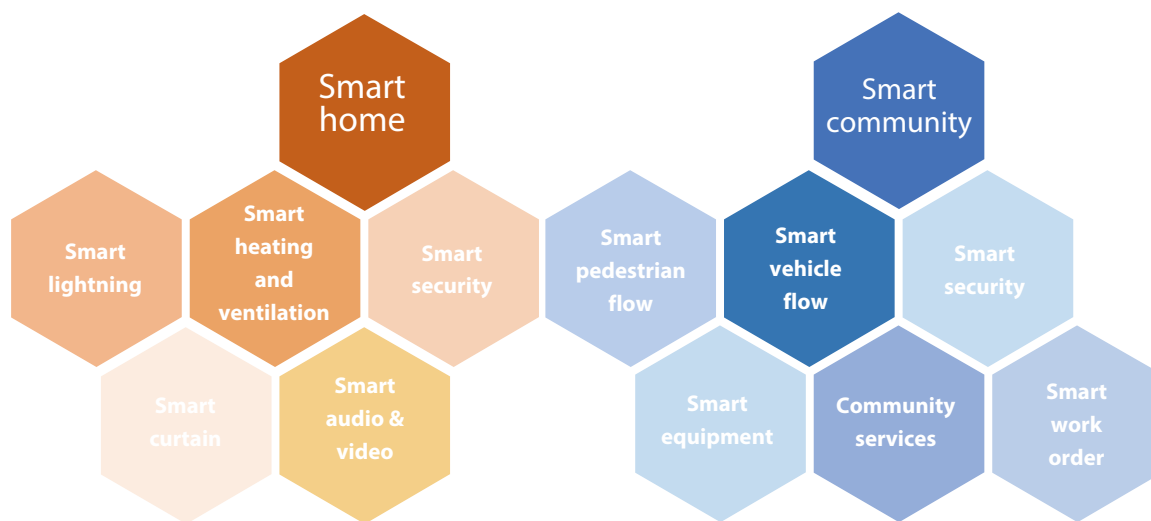 Smart
home
Smart
community
Smart
lightning
Smart
heating
and
ventilation
Smart
security
Smart
pedestrian
flow
Smart
vehicle
flow
Smart
security
Smart
curtain
Smart
audio &
video
Smart
equipment
Community
services
Smart
work
order